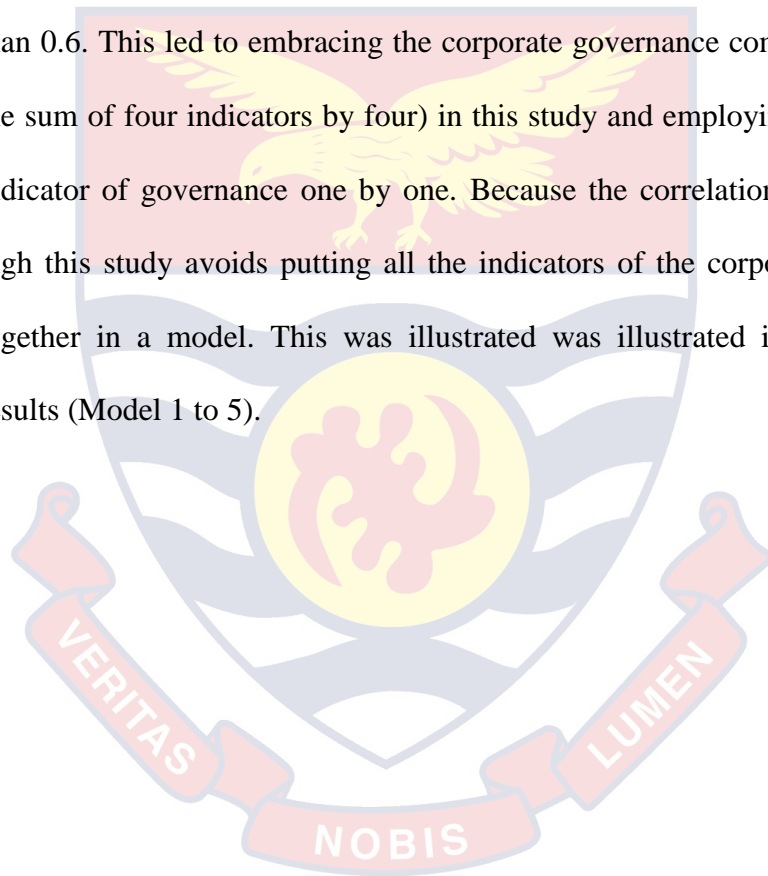 an 0.6. This led to embracing the corporate governance con
e sum of four indicators by four) in this study and employi
dicator of governance one by one. Because the correlation
gh this study avoids putting all the indicators of the corp
gether in a model. This was illustrated was illustrated i
sults (Model 1 to 5).
VERITAS
NOBIS
LUMEN